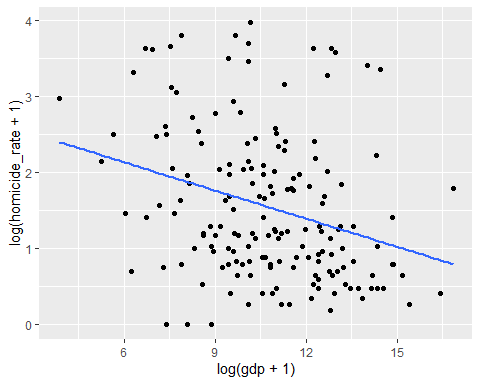 4
3
2
1
0
log(homicide_rate + 1)
6 9 12 15
log(gdp + 1)